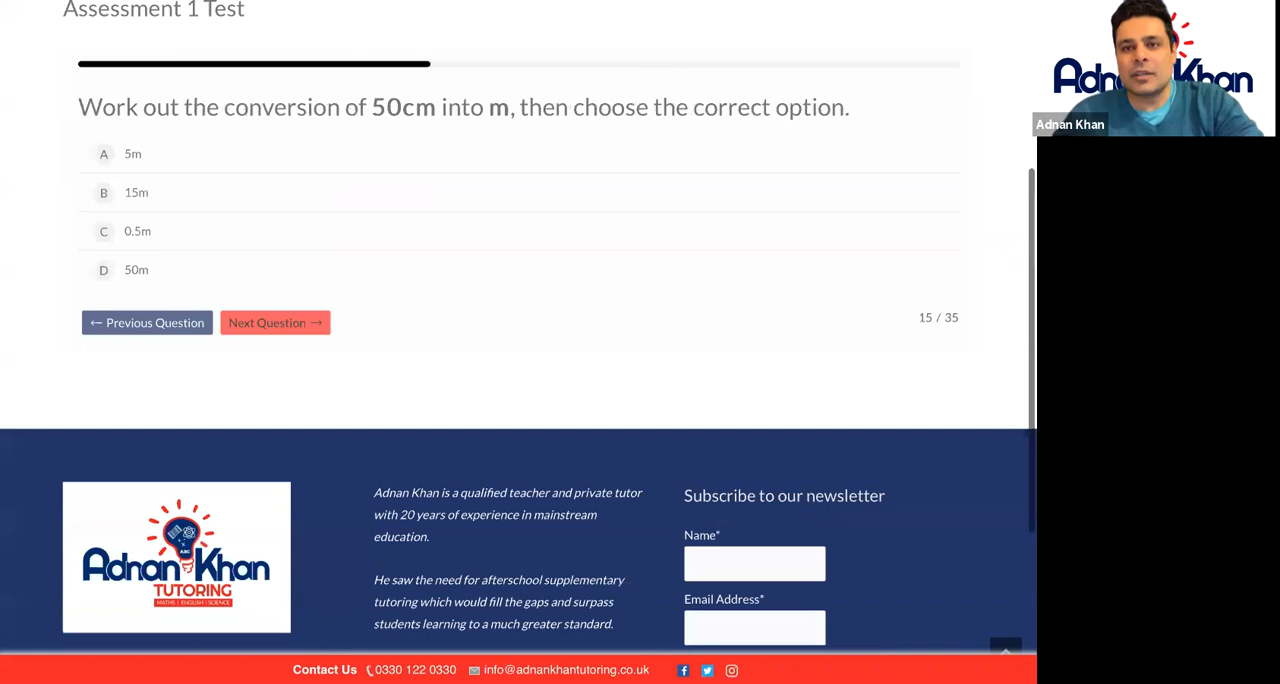 Assessment 1 Test
Work out the conversion of 50cm into m, then choose the correct option.
A 5m
B 15m
C 0.5m
D 50m
← Previous Question Next Question →
15 / 35
Adnan Khan
Adnan Khan
ABC
Adnan Khan
TUTORING
MATHS | ENGLISH | SCIENCE
Adnan Khan is a qualified teacher and private tutor
with 20 years of experience in mainstream
education.
He saw the need for afterschool supplementary
tutoring which would fill the gaps and surpass
students learning to a much greater standard.
Subscribe to our newsletter
Name*
Email Address*
Contact Us 0330 122 0330 info@adnankhantutoring.co.uk